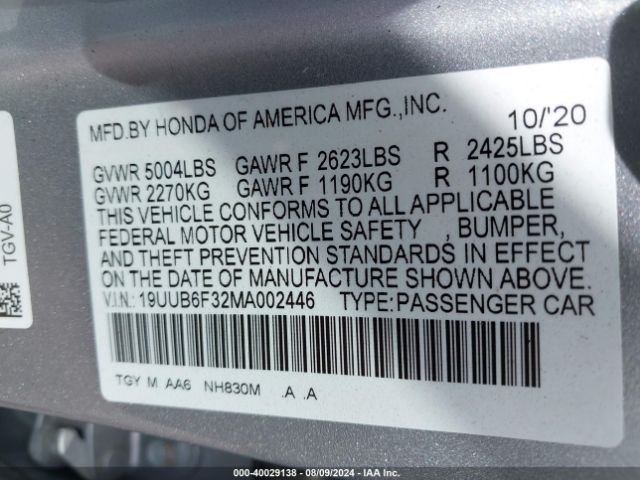 MFD.BY HONDA OF AMERICA MFG.,INC. 10/'20
GVWR 5004LBS GAWR F 2623LBS R 2425LBS
GVWR 2270KG GAWR F 1190KG R 1100KG
THIS VEHICLE CONFORMS TO ALL APPLICABLE
FEDERAL MOTOR VEHICLE SAFETY , BUMPER,
AND THEFT PREVENTION STANDARDS IN EFFECT
ON THE DATE OF MANUFACTURE SHOWN ABOVE.
V.I.N.:19UUB6F32MA002446 TYPE:PASSENGER CAR
TGY M AA6 NH830M .A .A
TGV-A0
000-40029138 - 08/09/2024 - IAA Inc.